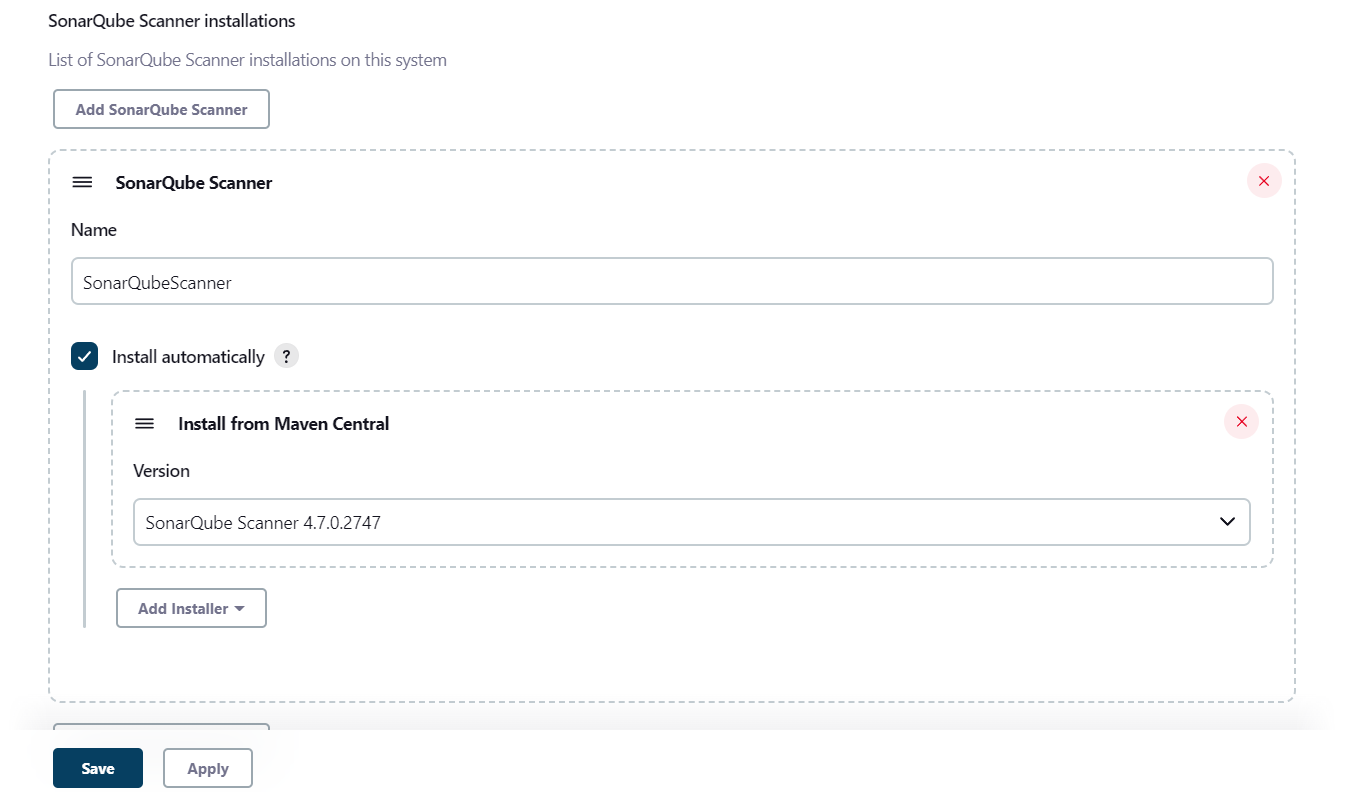 SonarQube Scanner installations
List of SonarQube Scanner installations on this system
Add SonarQube Scanner
SonarQube Scanner
Name
SonarQubeScanner
Install automatically ?
Install from Maven Central
Version
SonarQube Scanner 4.7.0.2747
Add Installer
Save Apply